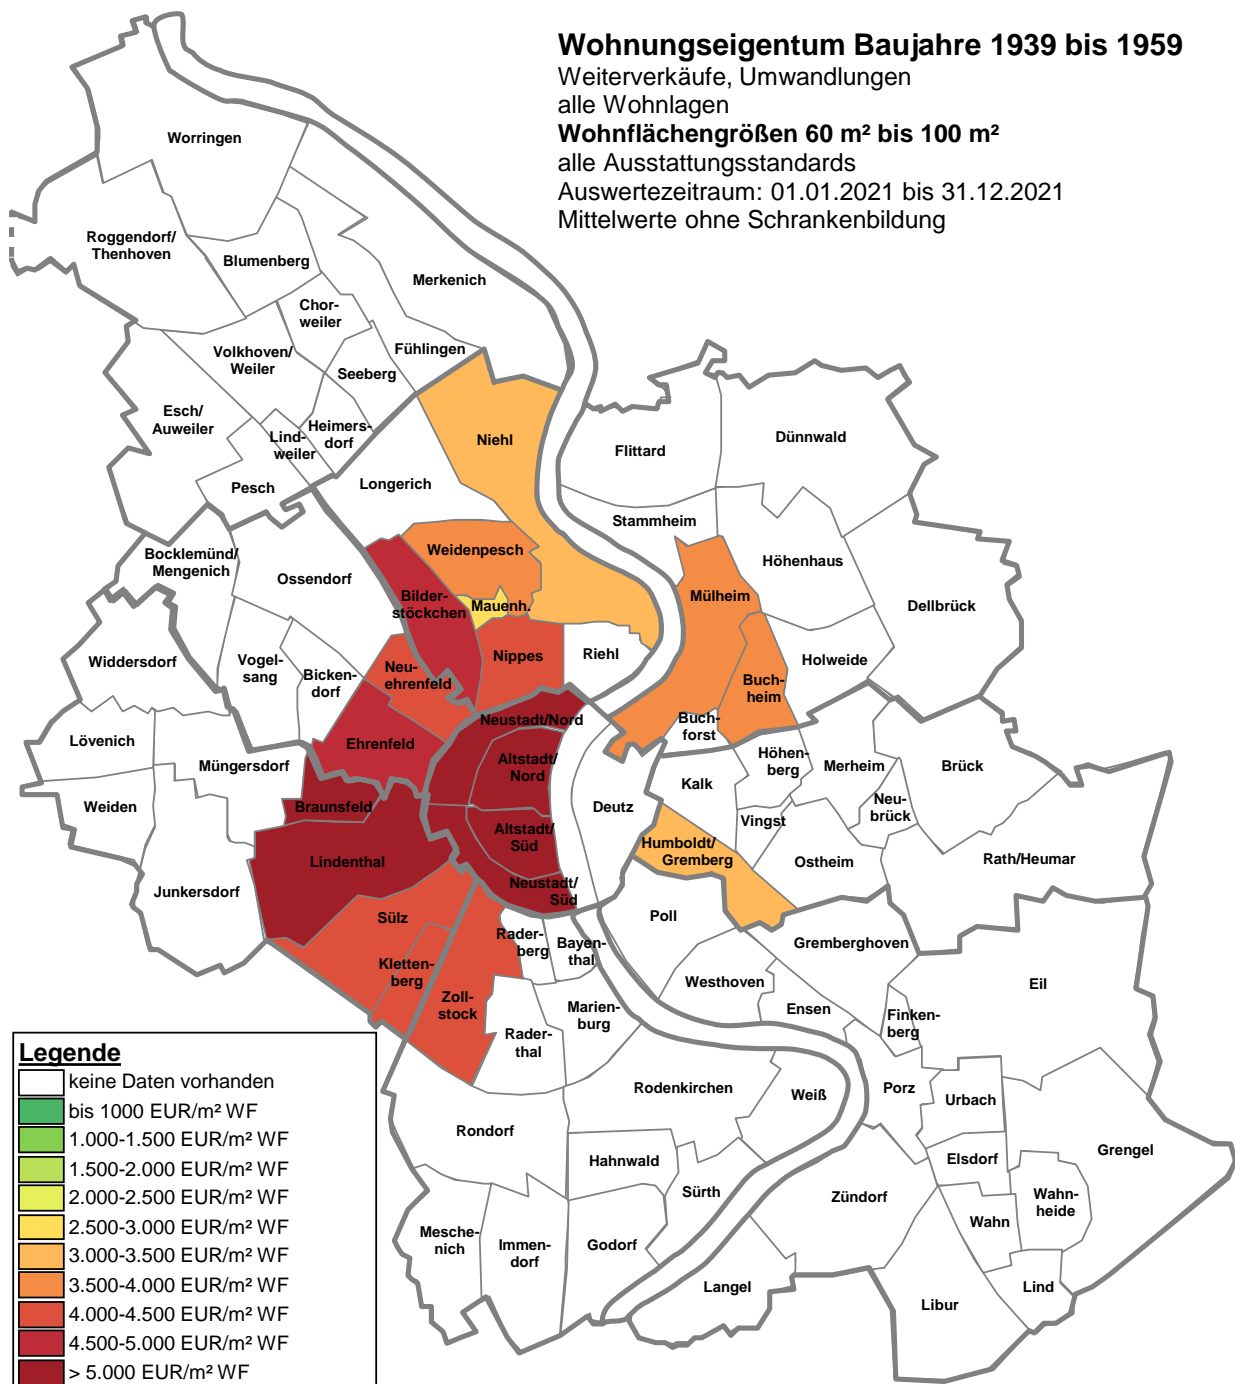 Wohnungseigentum Baujahre 1939 bis 1959
Weiterverkäufe, Umwandlungen
alle Wohnlagen
Wohnflächengrößen 60 m² bis 100 m²
alle Ausstattungsstandards
Auswertezeitraum: 01.01.2021 bis 31.12.2021
Mittelwerte ohne Schrankenbildung
Worringen
Roggendorf/
Thenhoven
Blumenberg
Merkenich
Chor-
weiler
Fühlingen
Volkhoven/
Weiler
Seeberg
Esch/
Auweiler
Heimers-
dorf
Lind-
weiler
Pesch
Niehl
Longerich
Flittard
Dünnwald
Stammheim
Höhenhaus
Bocklemünd/
Mengenich
Ossendorf
Weidenpesch
Bilder-
stöckchen
Mauenh.
Mülheim
Dellbrück
Widdersdorf
Vogel-
sang
Bicken-
dorf
Neu-
ehrenfeld
Nippes
Riehl
Holweide
Buch-
heim
Neustadt/Nord
Buch-
forst
Lövenich
Müngersdorf
Ehrenfeld
Altstadt/
Nord
Höhen-
berg
Merheim
Brück
Kalk
Weiden
Braunsfeld
Deutz
Neu-
brück
Vingst
Altstadt/
Süd
Humboldt/
Gremberg
Lindenthal
Ostheim
Rath/Heumar
Junkersdorf
Neustadt/
Süd
Sülz
Poll
Rader-
berg
Bayen-
thal
Gremberghoven
Kletten-
berg
Zoll-
stock
Westhoven
Eil
Marien-
burg
Ensen
Finken-
berg
Rader-
thal
Rodenkirchen
Weiß
Porz
Urbach
Rondorf
Hahnwald
Elsdorf
Grengel
Sürth
Zündorf
Wahn-
heide
Wahn
Mesche-
nich
Immen-
dorf
Godorf
Langel
Libur
Lind
Legende
keine Daten vorhanden
bis 1000 EUR/m² WF
1.000-1.500 EUR/m² WF
1.500-2.000 EUR/m² WF
2.000-2.500 EUR/m² WF
2.500-3.000 EUR/m² WF
3.000-3.500 EUR/m² WF
3.500-4.000 EUR/m² WF
4.000-4.500 EUR/m² WF
4.500-5.000 EUR/m² WF
> 5.000 EUR/m² WF